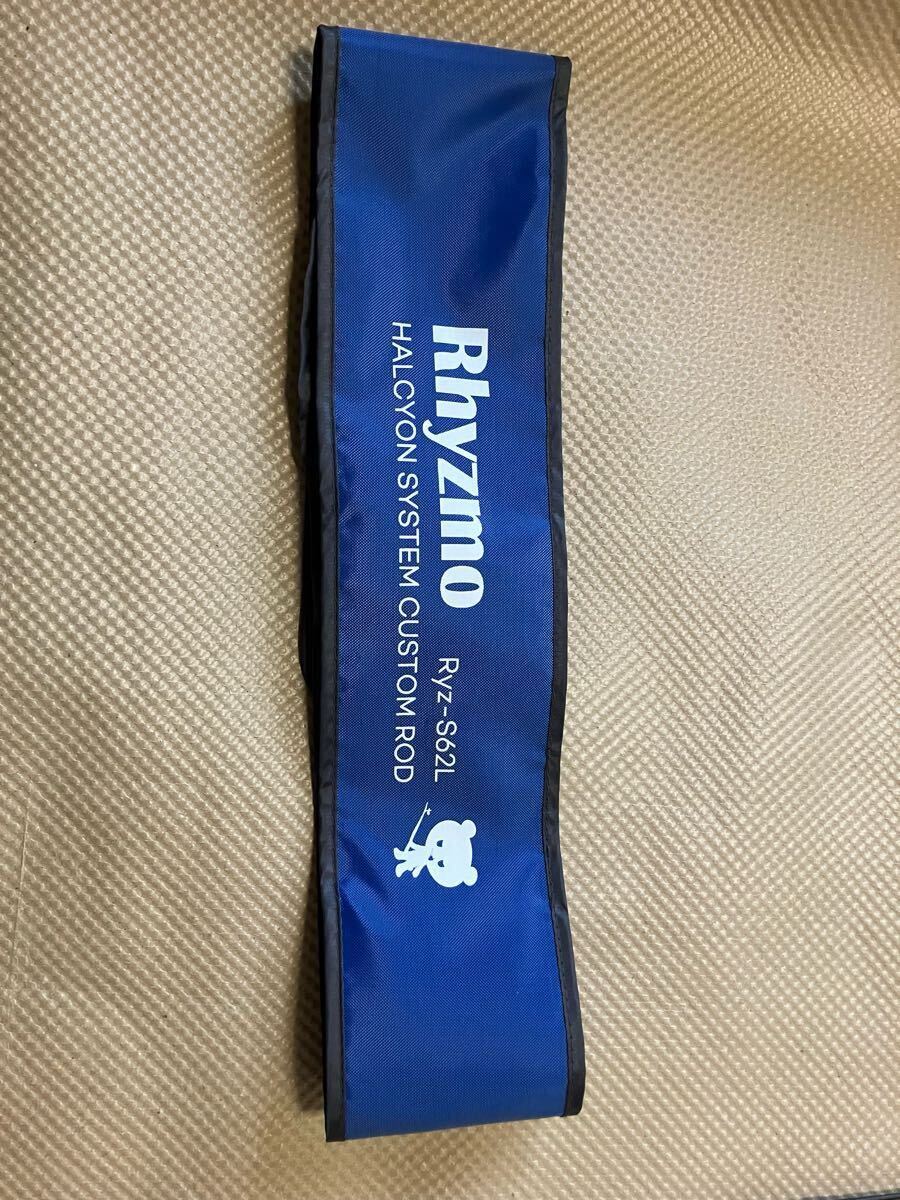 Rhyzmo Ryz-S62L
HALCYON SYSTEM CUSTOM ROD